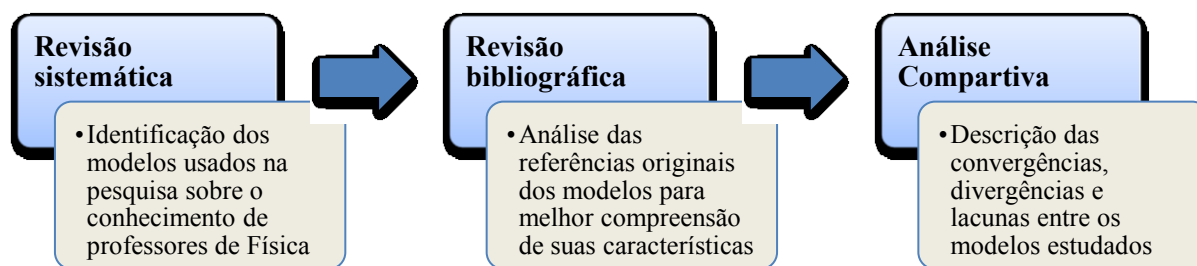 Revisão
sistemática
•Identificação dos
modelos usados na
pesquisa sobre o
conhecimento de
professores de Física
Revisão
bibliográfica
•Análise das
referências originais
dos modelos para
melhor compreensão
de suas características
Análise
Compartiva
•Descrição das
convergências,
divergências e
lacunas entre os
modelos estudados